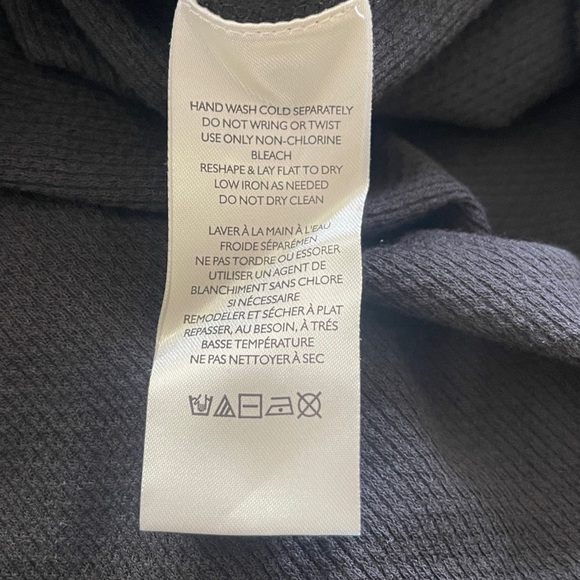 HAND WASH COLD SEPARATELY
DO NOT WRING OR TWIST
USE ONLY NON-CHLORINE
BLEACH
RESHAPE & LAY FLAT TO DRY
LOW IRON AS NEEDED
DO NOT DRY CLEAN
LAVER À LA MAIN À L'EAU
FROIDE SÉPARÉMEN
NE PAS TORDRE OU ESSORER
UTILISER UN AGENT DE
BLANCHIMENT SANS CHLORE
SI NÉCESSAIRE
REMODELER ET SÉCHER À PLAT
REPASSER, AU BESOIN, À TRÉS
BASSE TEMPÉRATURE
NE PAS NETTOYER À SEC